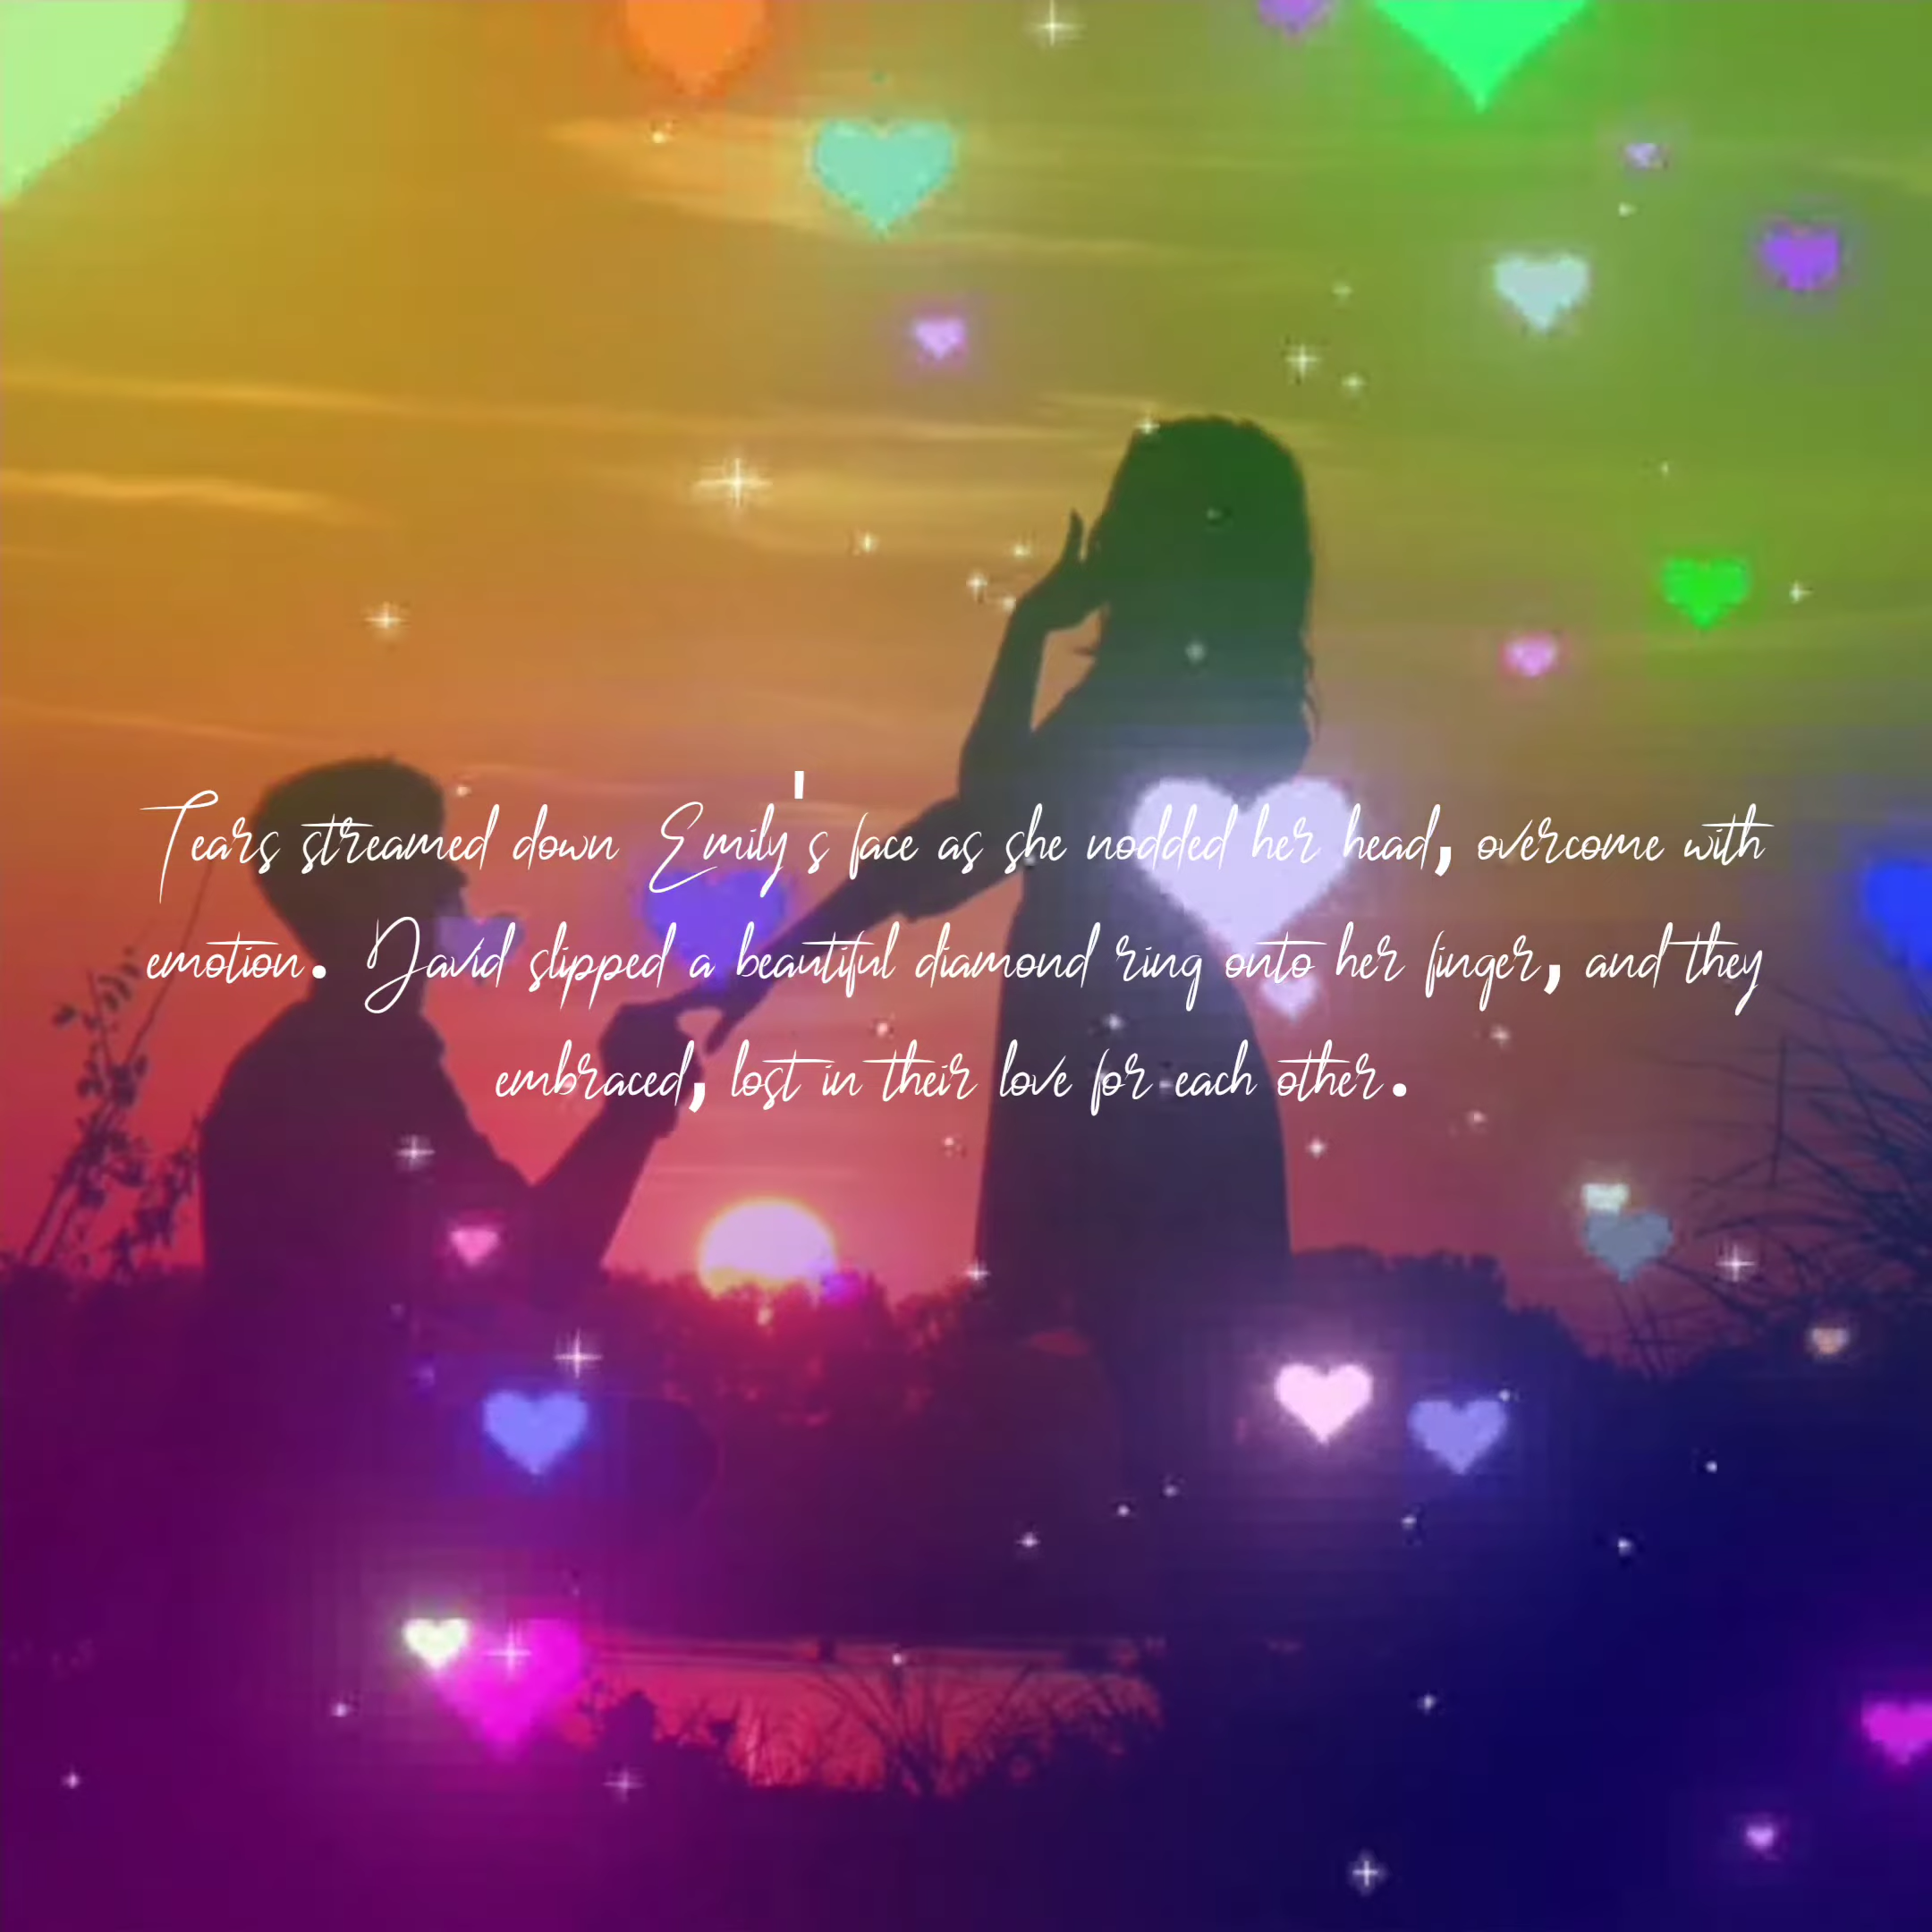 Tears streamed down Emily's face as she nodded her head, overcome with
emotion. David slipped a beautiful diamond ring onto her finger, and they
embraced, lost in their love for each other.